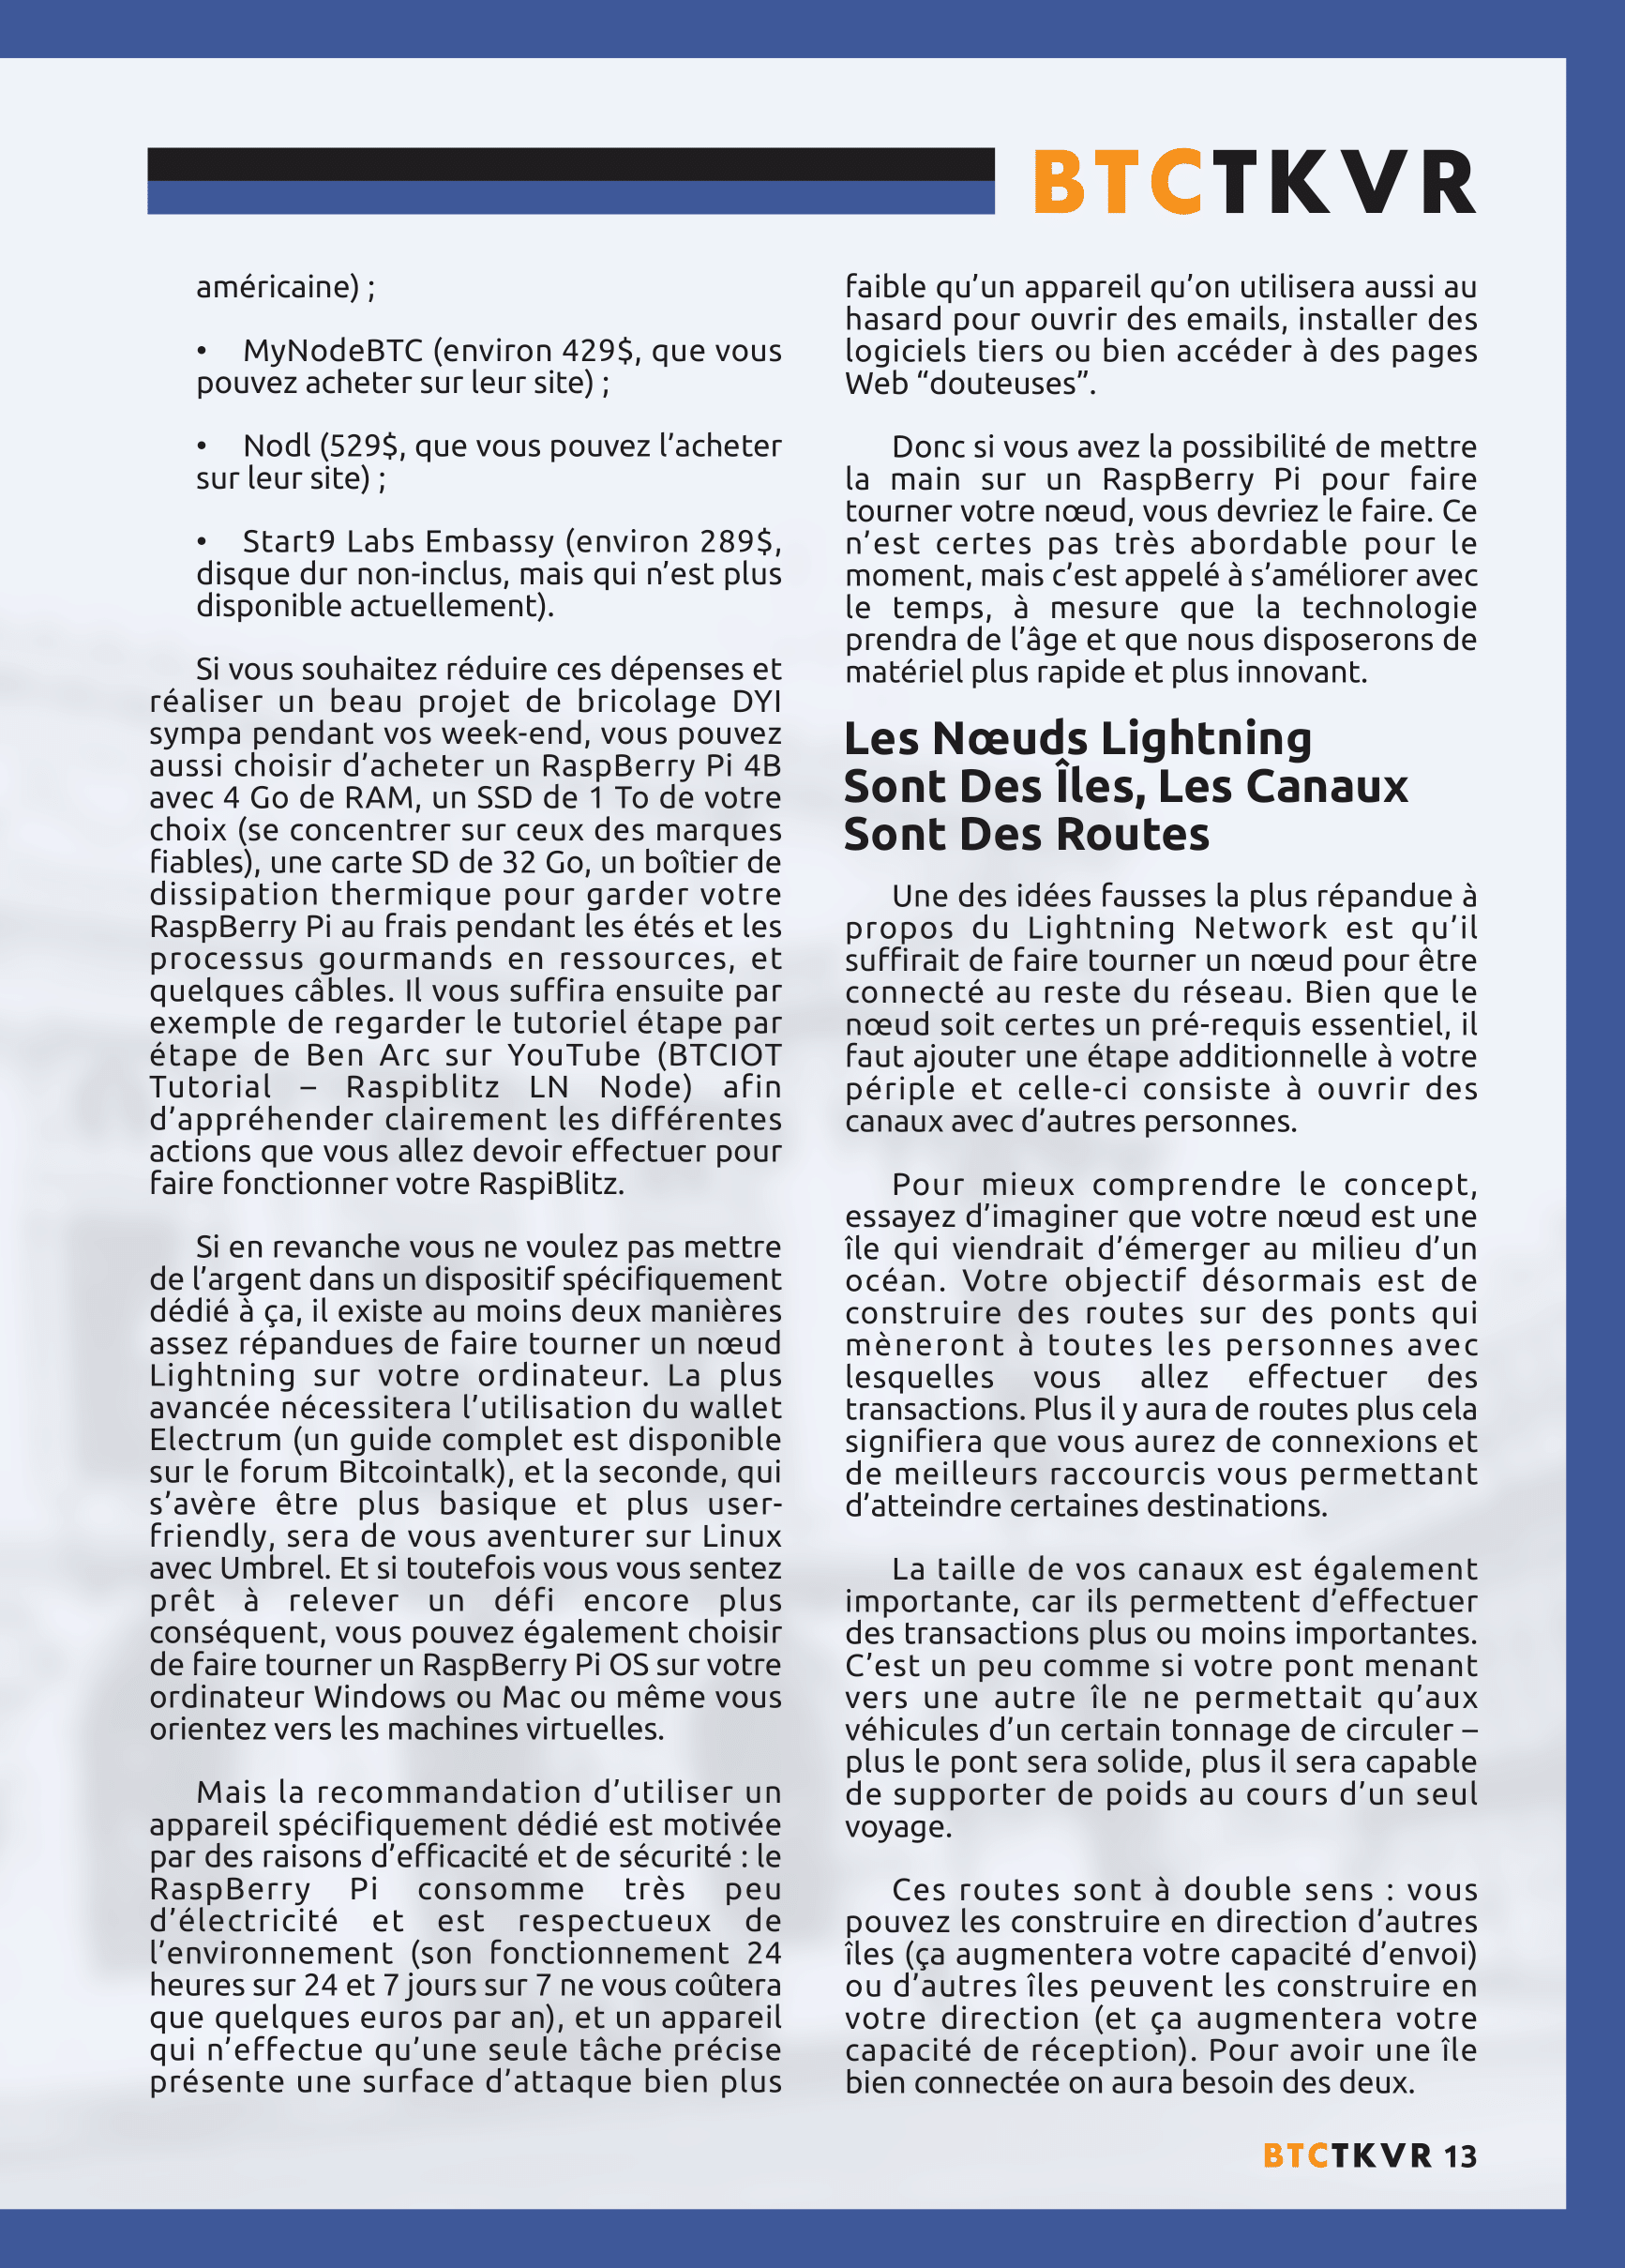 BTCTKVR
américaine) ;
• MyNodeBTC (environ 429$, que vous
pouvez acheter sur leur site) ;
• Nodl (529$, que vous pouvez l’acheter
sur leur site) ;
• Start9 Labs Embassy (environ 289$,
disque dur non-inclus, mais qui n’est plus
disponible actuellement).
Si vous souhaitez réduire ces dépenses et
réaliser un beau projet de bricolage DYI
sympa pendant vos week-end, vous pouvez
aussi choisir d’acheter un RaspBerry Pi 4B
avec 4 Go de RAM, un SSD de 1 To de votre
choix (se concentrer sur ceux des marques
fiables), une carte SD de 32 Go, un boîtier de
dissipation thermique pour garder votre
RaspBerry Pi au frais pendant les étés et les
processus gourmands en ressources, et
quelques câbles. Il vous suffira ensuite par
exemple de regarder le tutoriel étape par
étape de Ben Arc sur YouTube (BTCIOT
Tutorial – Raspiblitz LN Node) afin
d’appréhender clairement les différentes
actions que vous allez devoir effectuer pour
faire fonctionner votre RaspiBlitz.
Si en revanche vous ne voulez pas mettre
de l’argent dans un dispositif spécifiquement
dédié à ça, il existe au moins deux manières
assez répandues de faire tourner un nœud
Lightning sur votre ordinateur. La plus
avancée nécessitera l’utilisation du wallet
Electrum (un guide complet est disponible
sur le forum Bitcointalk), et la seconde, qui
s’avère être plus basique et plus user-
friendly, sera de vous aventurer sur Linux
avec Umbrel. Et si toutefois vous vous sentez
prêt à relever un défi encore plus
conséquent, vous pouvez également choisir
de faire tourner un RaspBerry Pi OS sur votre
ordinateur Windows ou Mac ou même vous
orientez vers les machines virtuelles.
Mais la recommandation d’utiliser un
appareil spécifiquement dédié est motivée
par des raisons d’efficacité et de sécurité : le
RaspBerry Pi consomme très peu
d’électricité et est respectueux de
l’environnement (son fonctionnement 24
heures sur 24 et 7 jours sur 7 ne vous coûtera
que quelques euros par an), et un appareil
qui n’effectue qu’une seule tâche précise
présente une surface d’attaque bien plus
faible qu’un appareil qu’on utilisera aussi au
hasard pour ouvrir des emails, installer des
logiciels tiers ou bien accéder à des pages
Web “douteuses”.
Donc si vous avez la possibilité de mettre
la main sur un RaspBerry Pi pour faire
tourner votre nœud, vous devriez le faire. Ce
n’est certes pas très abordable pour le
moment, mais c’est appelé à s’améliorer avec
le temps, à mesure que la technologie
prendra de l’âge et que nous disposerons de
matériel plus rapide et plus innovant.
Les Nœuds Lightning
Sont Des Îles, Les Canaux
Sont Des Routes
Une des idées fausses la plus répandue à
propos du Lightning Network est qu’il
suffirait de faire tourner un nœud pour être
connecté au reste du réseau. Bien que le
nœud soit certes un pré-requis essentiel, il
faut ajouter une étape additionnelle à votre
périple et celle-ci consiste à ouvrir des
canaux avec d’autres personnes.
Pour mieux comprendre le concept,
essayez d’imaginer que votre nœud est une
île qui viendrait d’émerger au milieu d’un
océan. Votre objectif désormais est de
construire des routes sur des ponts qui
mèneront à toutes les personnes avec
lesquelles vous allez effectuer des
transactions. Plus il y aura de routes plus cela
signifiera que vous aurez de connexions et
de meilleurs raccourcis vous permettant
d’atteindre certaines destinations.
La taille de vos canaux est également
importante, car ils permettent d’effectuer
des transactions plus ou moins importantes.
C’est un peu comme si votre pont menant
vers une autre île ne permettait qu’aux
véhicules d’un certain tonnage de circuler –
plus le pont sera solide, plus il sera capable
de supporter de poids au cours d’un seul
voyage.
Ces routes sont à double sens : vous
pouvez les construire en direction d’autres
îles (ça augmentera votre capacité d’envoi)
ou d’autres îles peuvent les construire en
votre direction (et ça augmentera votre
capacité de réception). Pour avoir une île
bien connectée on aura besoin des deux.
BTCTKVR 13